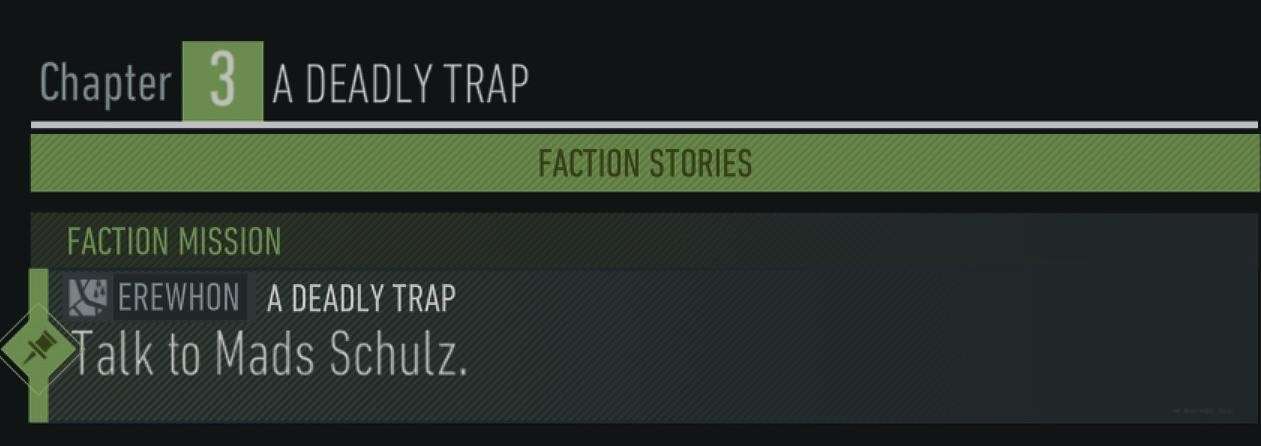 Chapter 3 A DEADLY TRAP
FACTION STORIES
FACTION MISSION
EREWHON A DEADLY TRAP
Talk to Mads Schulz.